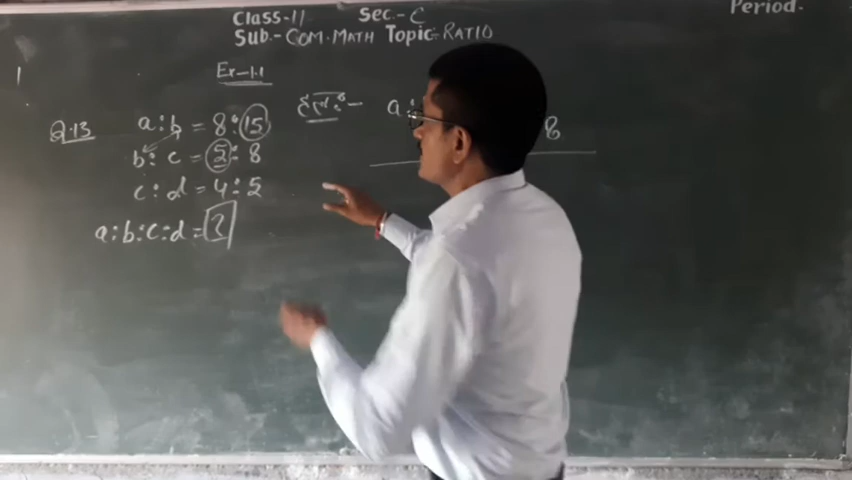 Class-11 Sec.-C Period.
Sub.-COM.MATH Topic:-RATIO
Ex-1.1
Q.13 a:b = 8:15
b:c = 5:8
c:d = 4:5
a:b:c:d = ?
हल:- a:
8